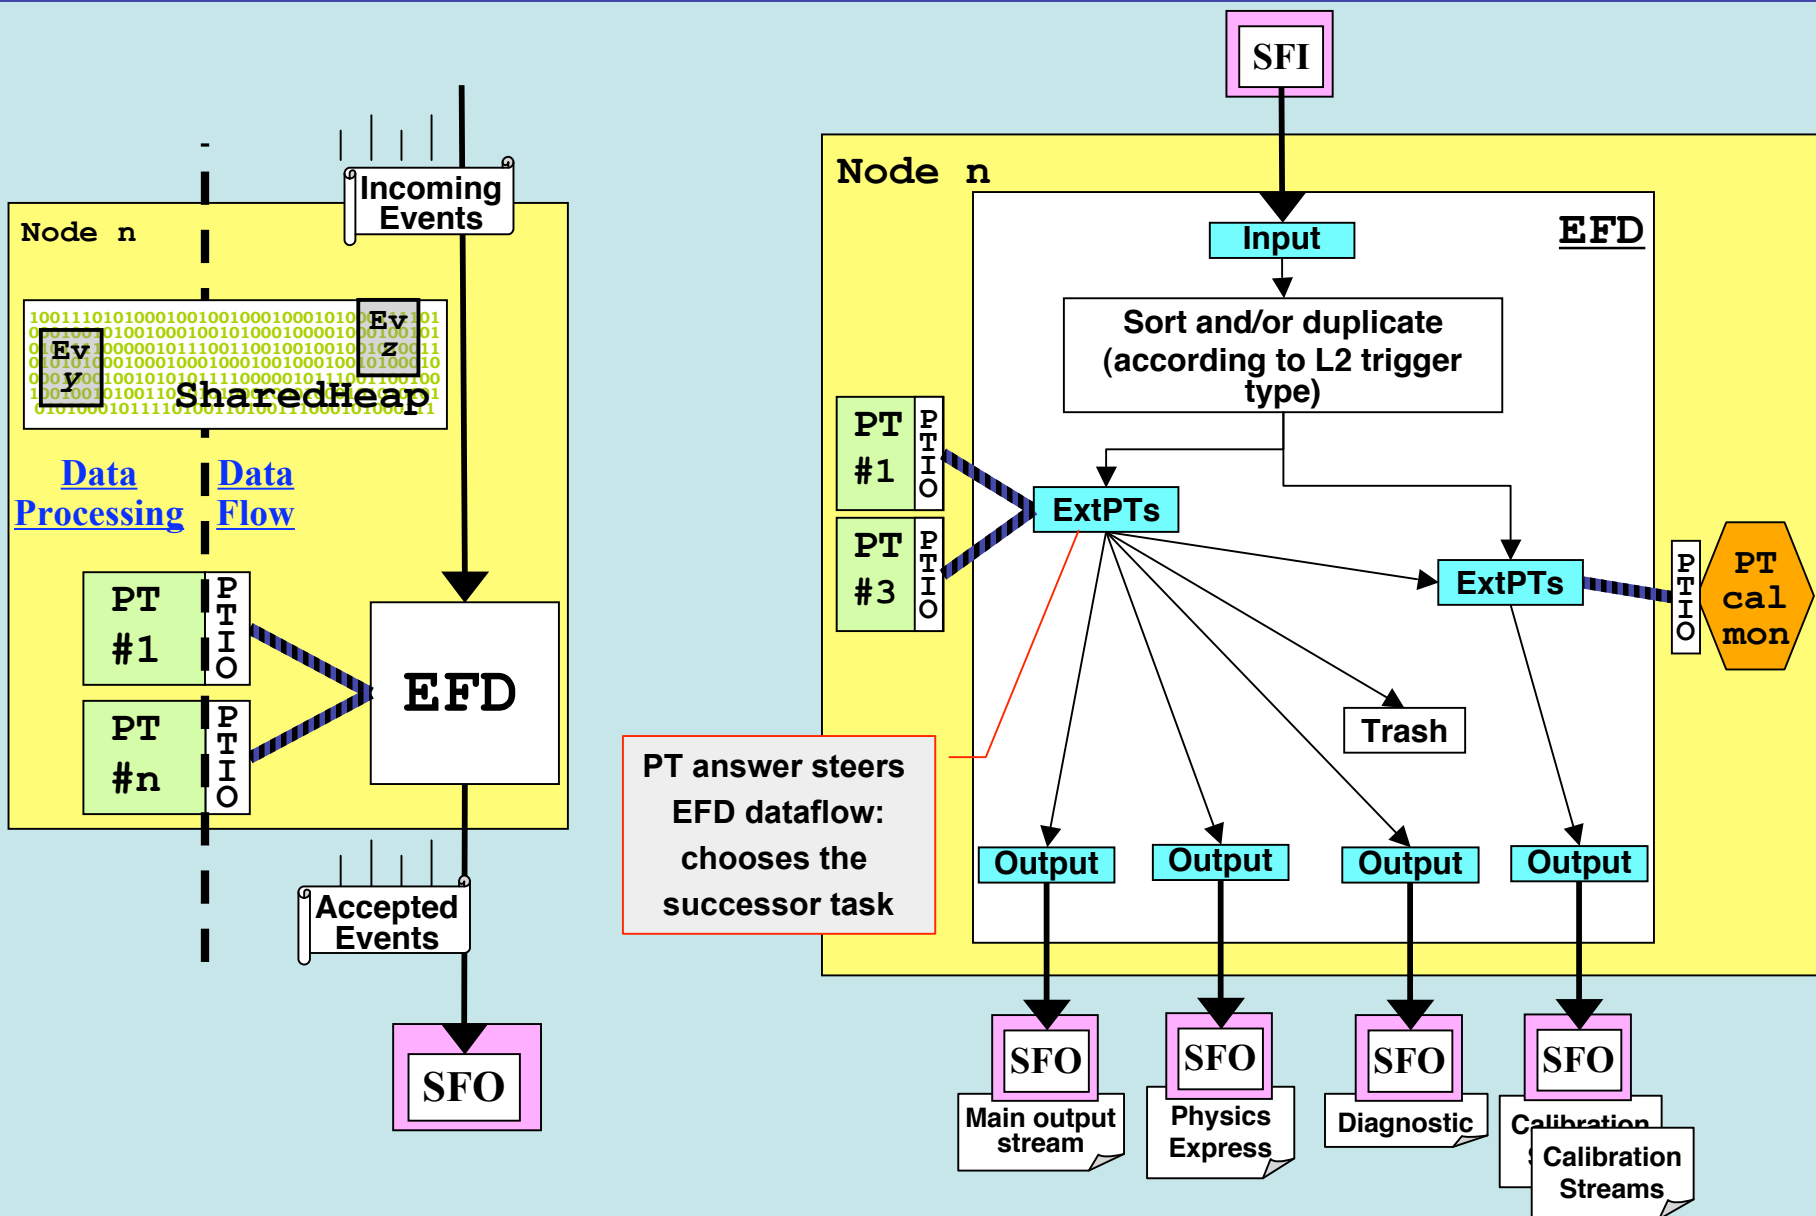 Incoming
Events
Node n
Ev
y
Ev
z
SharedHeap
Data
Processing
Data
Flow
PT
#1
PTIO
PT
#n
PTIO
EFD
Accepted
Events
SFO
SFI
Node n
EFD
Input
Sort and/or duplicate
(according to L2 trigger
type)
PT
#1
PTIO
PT
#3
PTIO
ExtPTs
ExtPTs
PTIO
PT
cal
mon
Trash
PT answer steers
EFD dataflow:
chooses the
successor task
Output
Output
Output
Output
SFO
SFO
SFO
SFO
Main output
stream
Physics
Express
Diagnostic
Calibration
Calibration
Streams